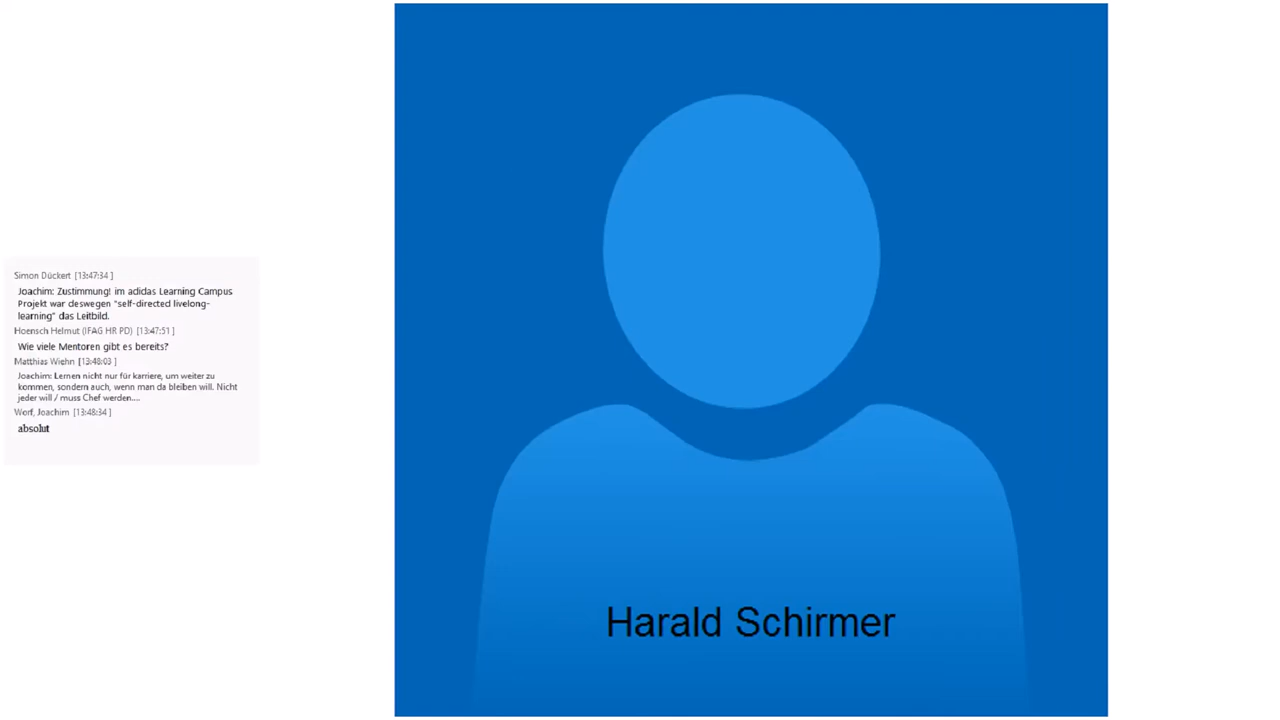 Simon Dückert [13:47:34 ]
Joachim: Zustimmung! im adidas Learning Campus
Projekt war deswegen "self-directed livelong-
learning" das Leitbild.
Hoensch Helmut (IFAG HR PD) [13:47:51 ]
Wie viele Mentoren gibt es bereits?
Matthias Wiehn [13:48:03 ]
Joachim: Lernen nicht nur für karriere, um weiter zu
kommen, sondern auch, wenn man da bleiben will. Nicht
jeder will / muss Chef werden....
Worf, Joachim [13:48:34 ]
absolut
Harald Schirmer